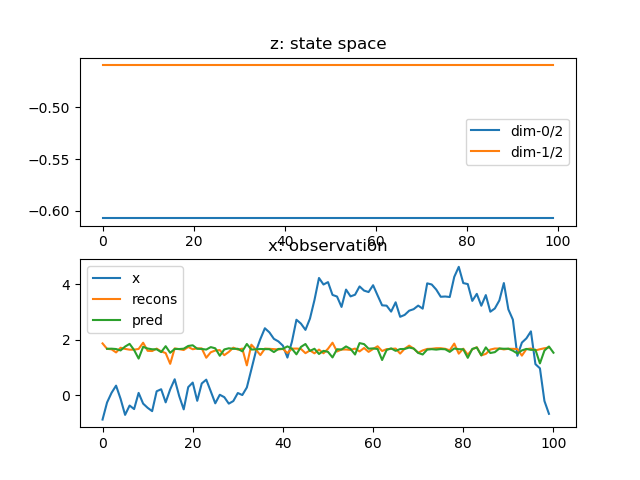 z: state space
−0.50
−0.55
−0.60
dim-0/2
dim-1/2
0 20 40 60 80 100
x: observation
4
2
0
x
recons
pred
0 20 40 60 80 100